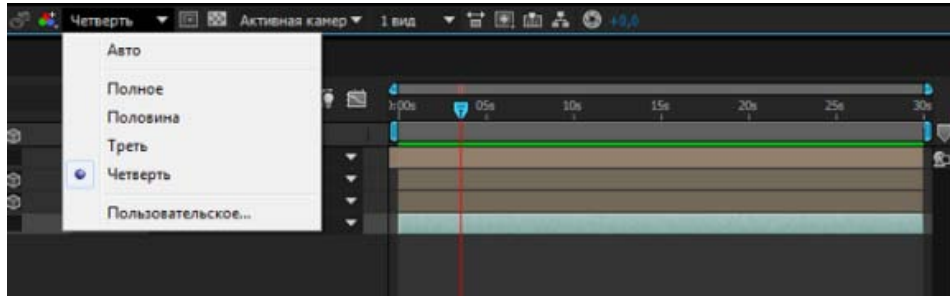 Четверть Активная камер 1 вид +0,0
Авто
Полное
Половина
Треть
Четверть
Пользовательское...
0:00s 05s 10s 15s 20s 25s 30s